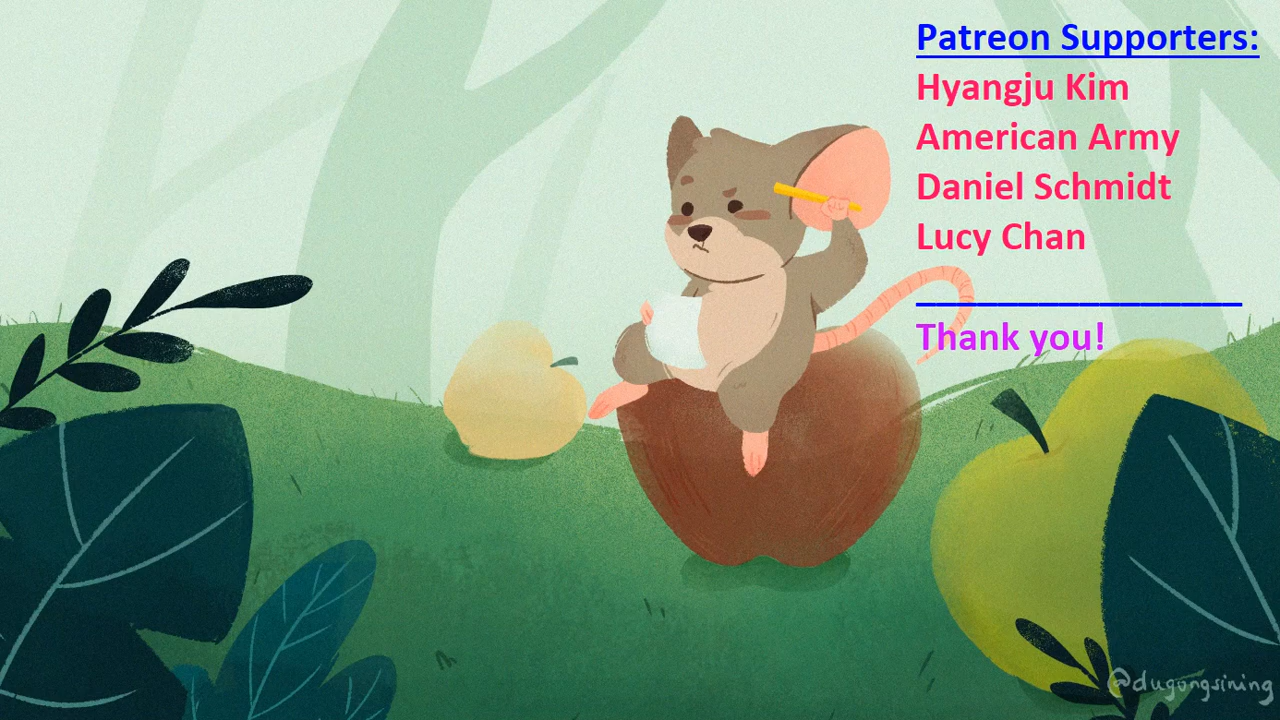 Patreon Supporters:
Hyangju Kim
American Army
Daniel Schmidt
Lucy Chan
Thank you!
@dugongsining